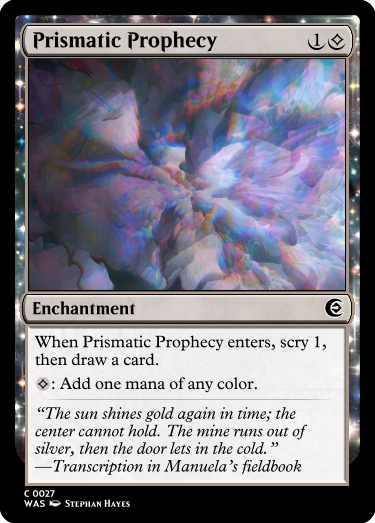 Prismatic Prophecy 1
Enchantment
When Prismatic Prophecy enters, scry 1,
then draw a card.
: Add one mana of any color.
“The sun shines gold again in time; the
center cannot hold. The mine runs out of
silver, then the door lets in the cold.”
—Transcription in Manuela's fieldbook
C 0027
WAS Stephan Hayes